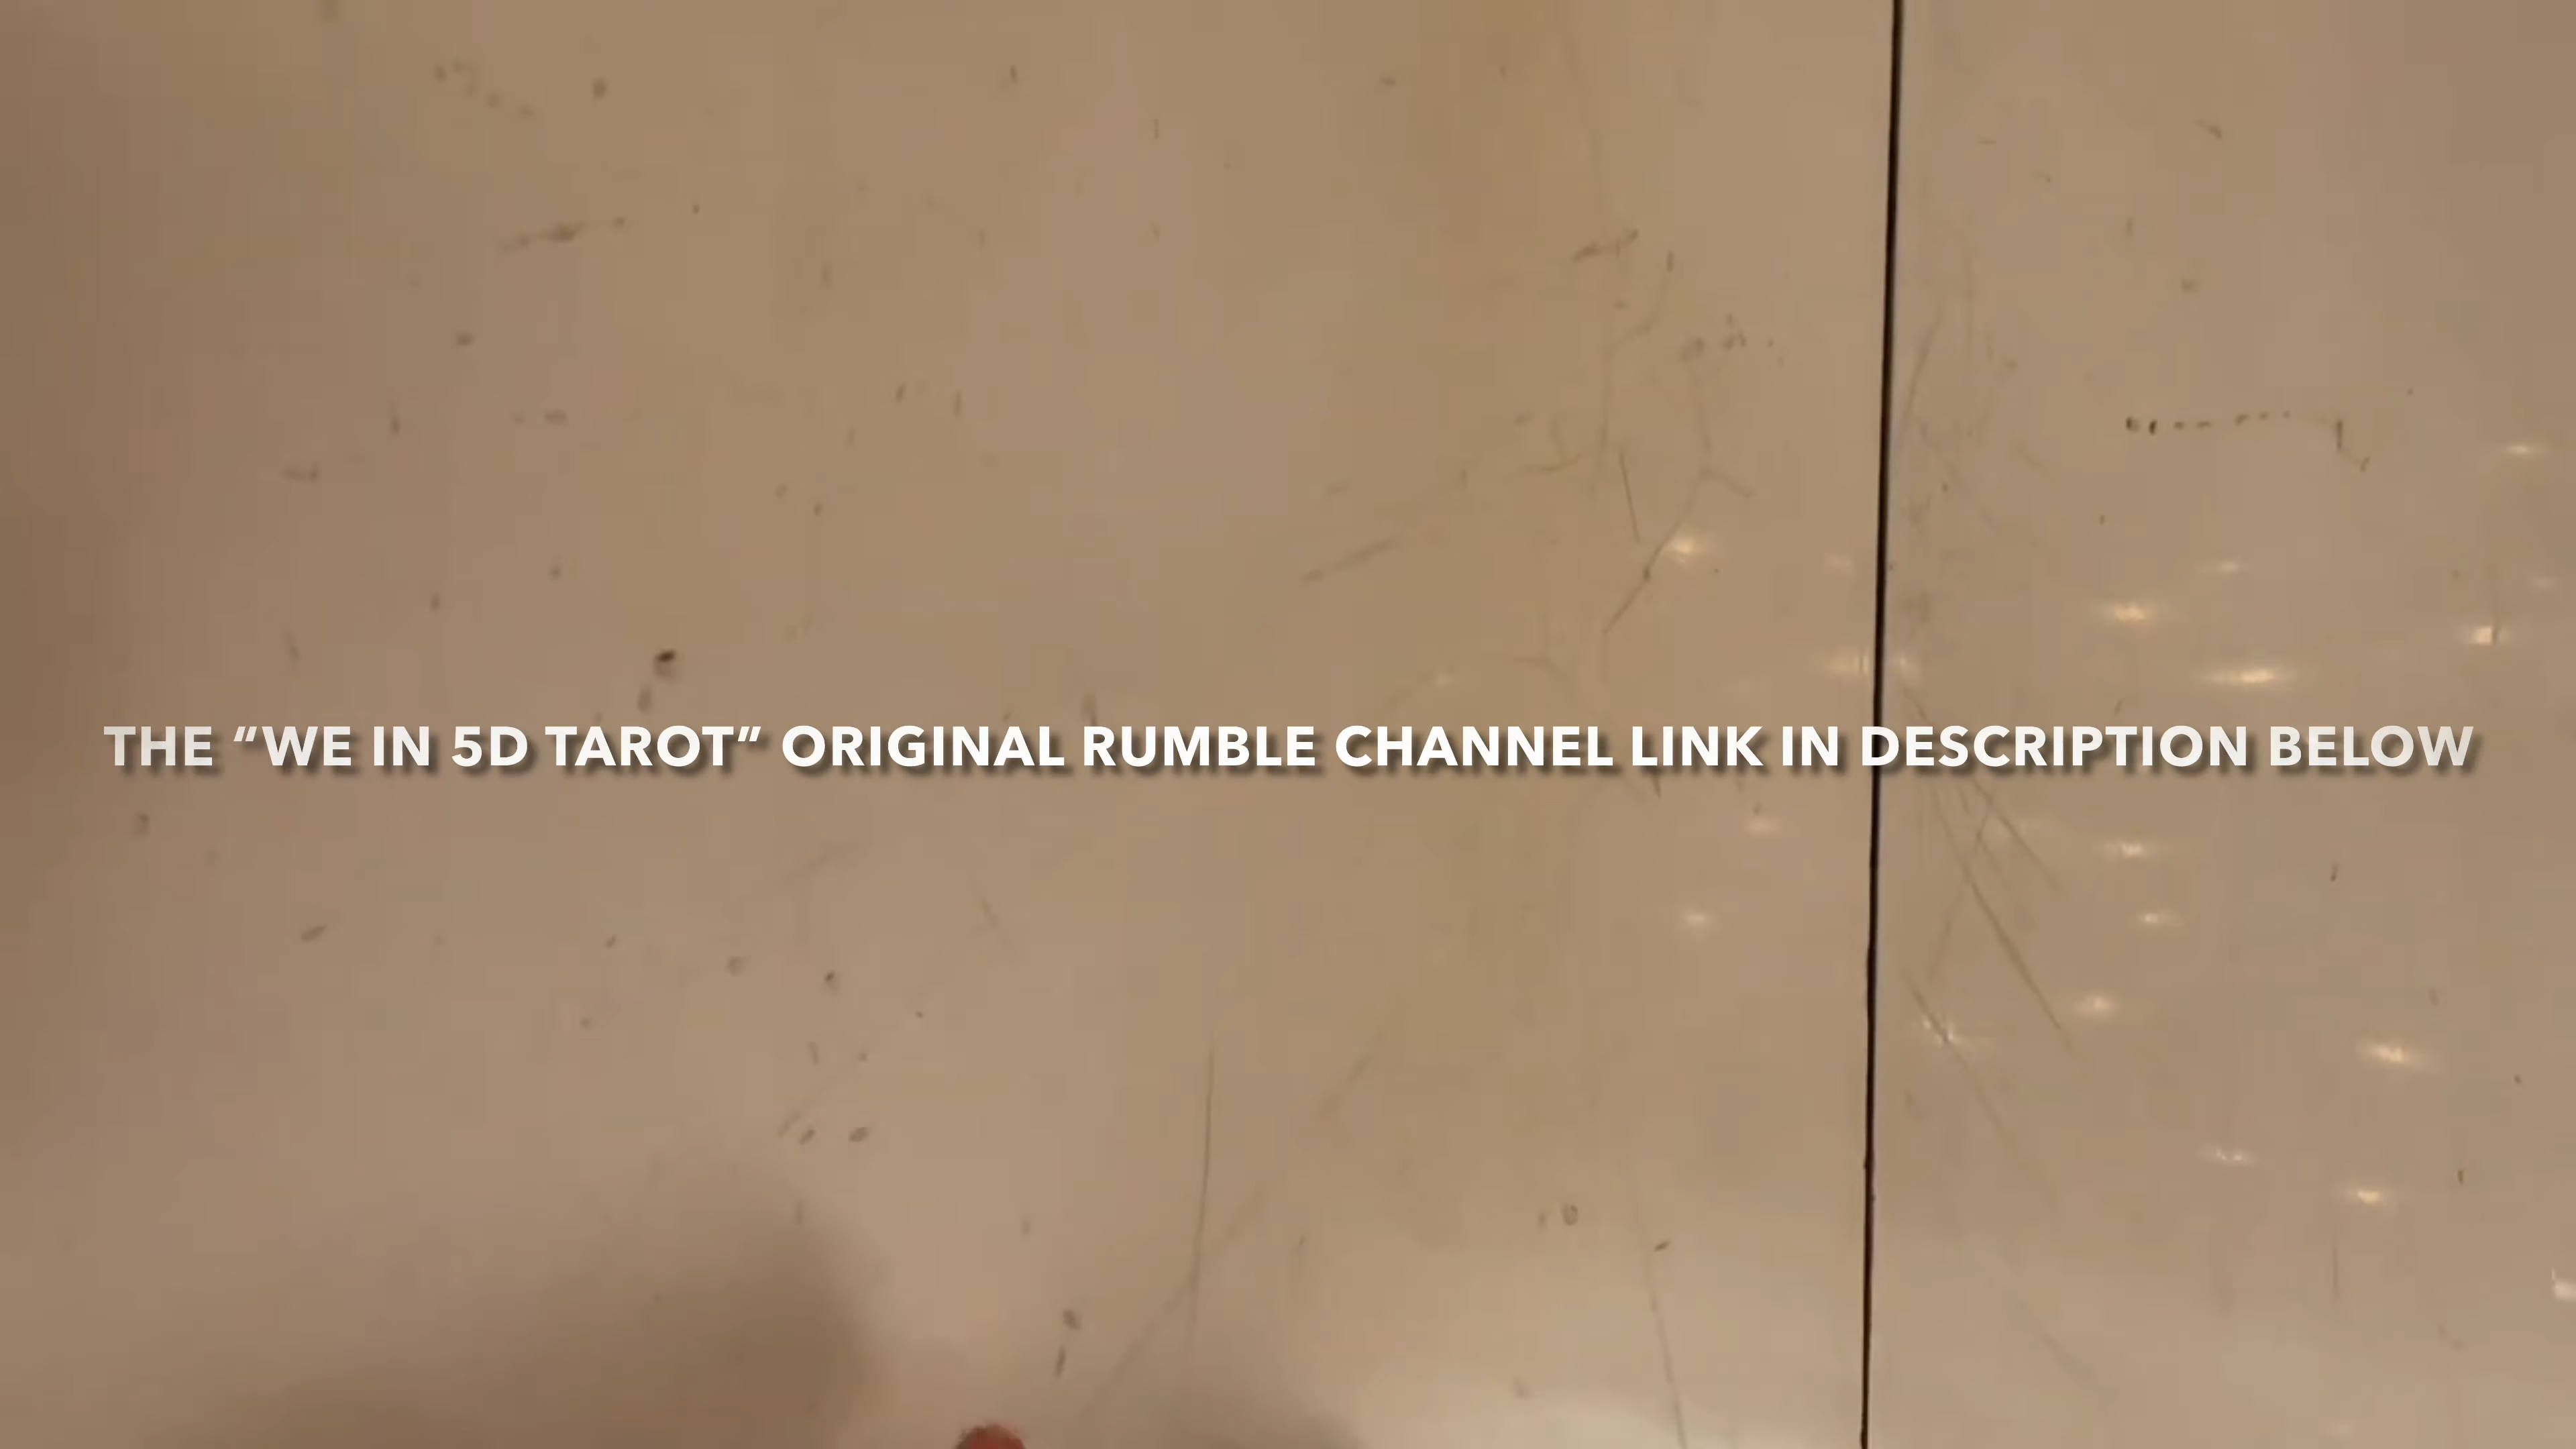 THE “WE IN 5D TAROT” ORIGINAL RUMBLE CHANNEL LINK IN DESCRIPTION BELOW